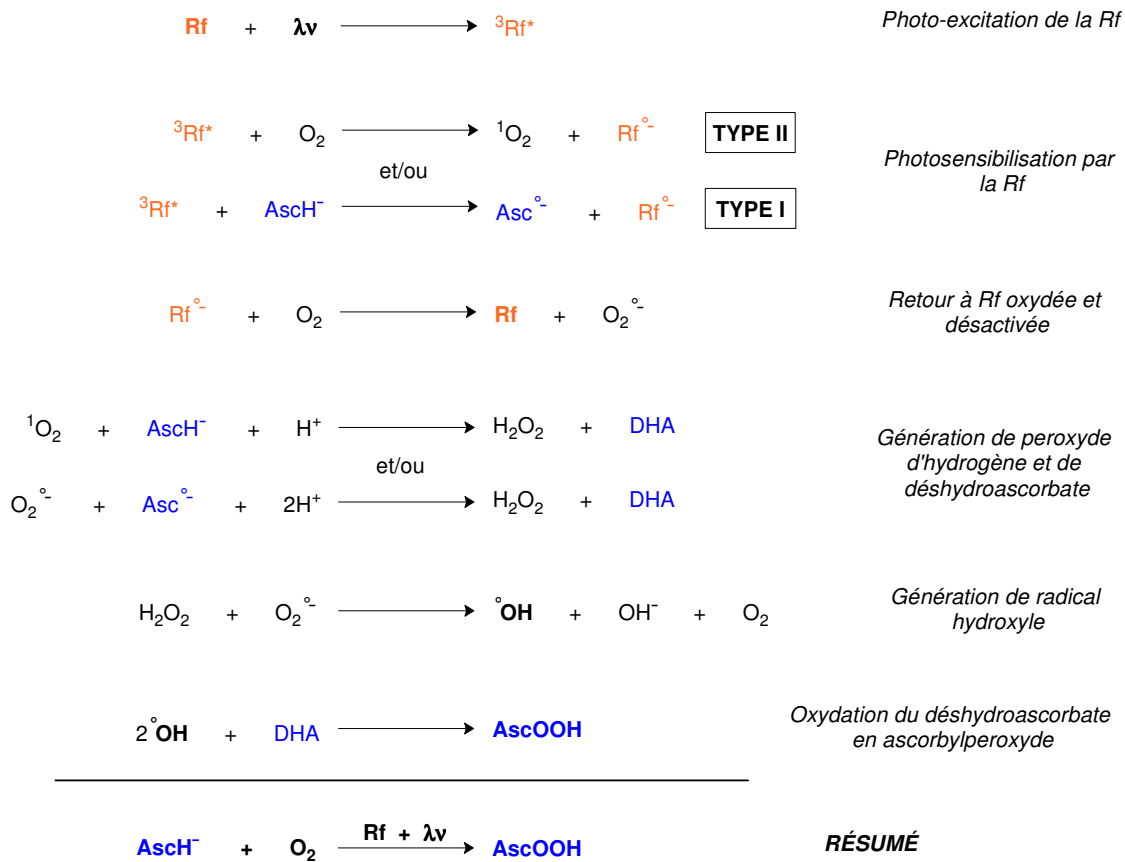 Rf + λν → ³Rf* Photo-excitation de la Rf
³Rf* + O₂ → ¹O₂ + Rf°⁻ TYPE II
et/ou
Photosensibilisation par
la Rf
³Rf* + AscH⁻ → Asc°⁻ + Rf°⁻ TYPE I
Rf°⁻ + O₂ → Rf + O₂°⁻
Retour à Rf oxydée et
désactivée
¹O₂ + AscH⁻ + H⁺ → H₂O₂ + DHA
et/ou
O₂°⁻ + Asc°⁻ + 2H⁺ → H₂O₂ + DHA
Génération de peroxyde
d'hydrogène et de
déshydroascorbate
H₂O₂ + O₂°⁻ → °OH + OH⁻ + O₂
Génération de radical
hydroxyle
2°OH + DHA → AscOOH
Oxydation du déshydroascorbate
en ascorbylperoxyde
Rf + λν
AscH⁻ + O₂ → AscOOH RÉSUMÉ